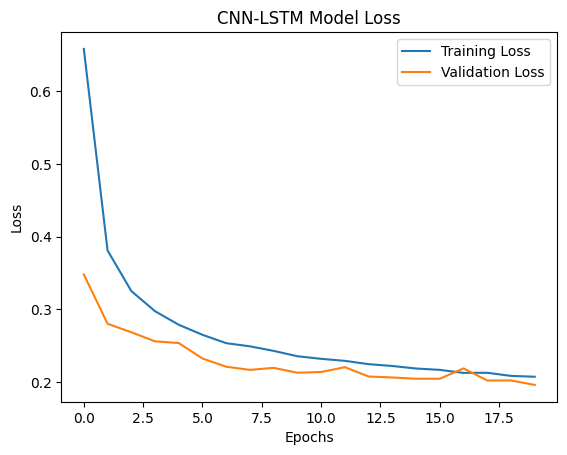 CNN-LSTM Model Loss
Training Loss
Validation Loss
Loss
0.6
0.5
0.4
0.3
0.2
0.0 2.5 5.0 7.5 10.0 12.5 15.0 17.5
Epochs